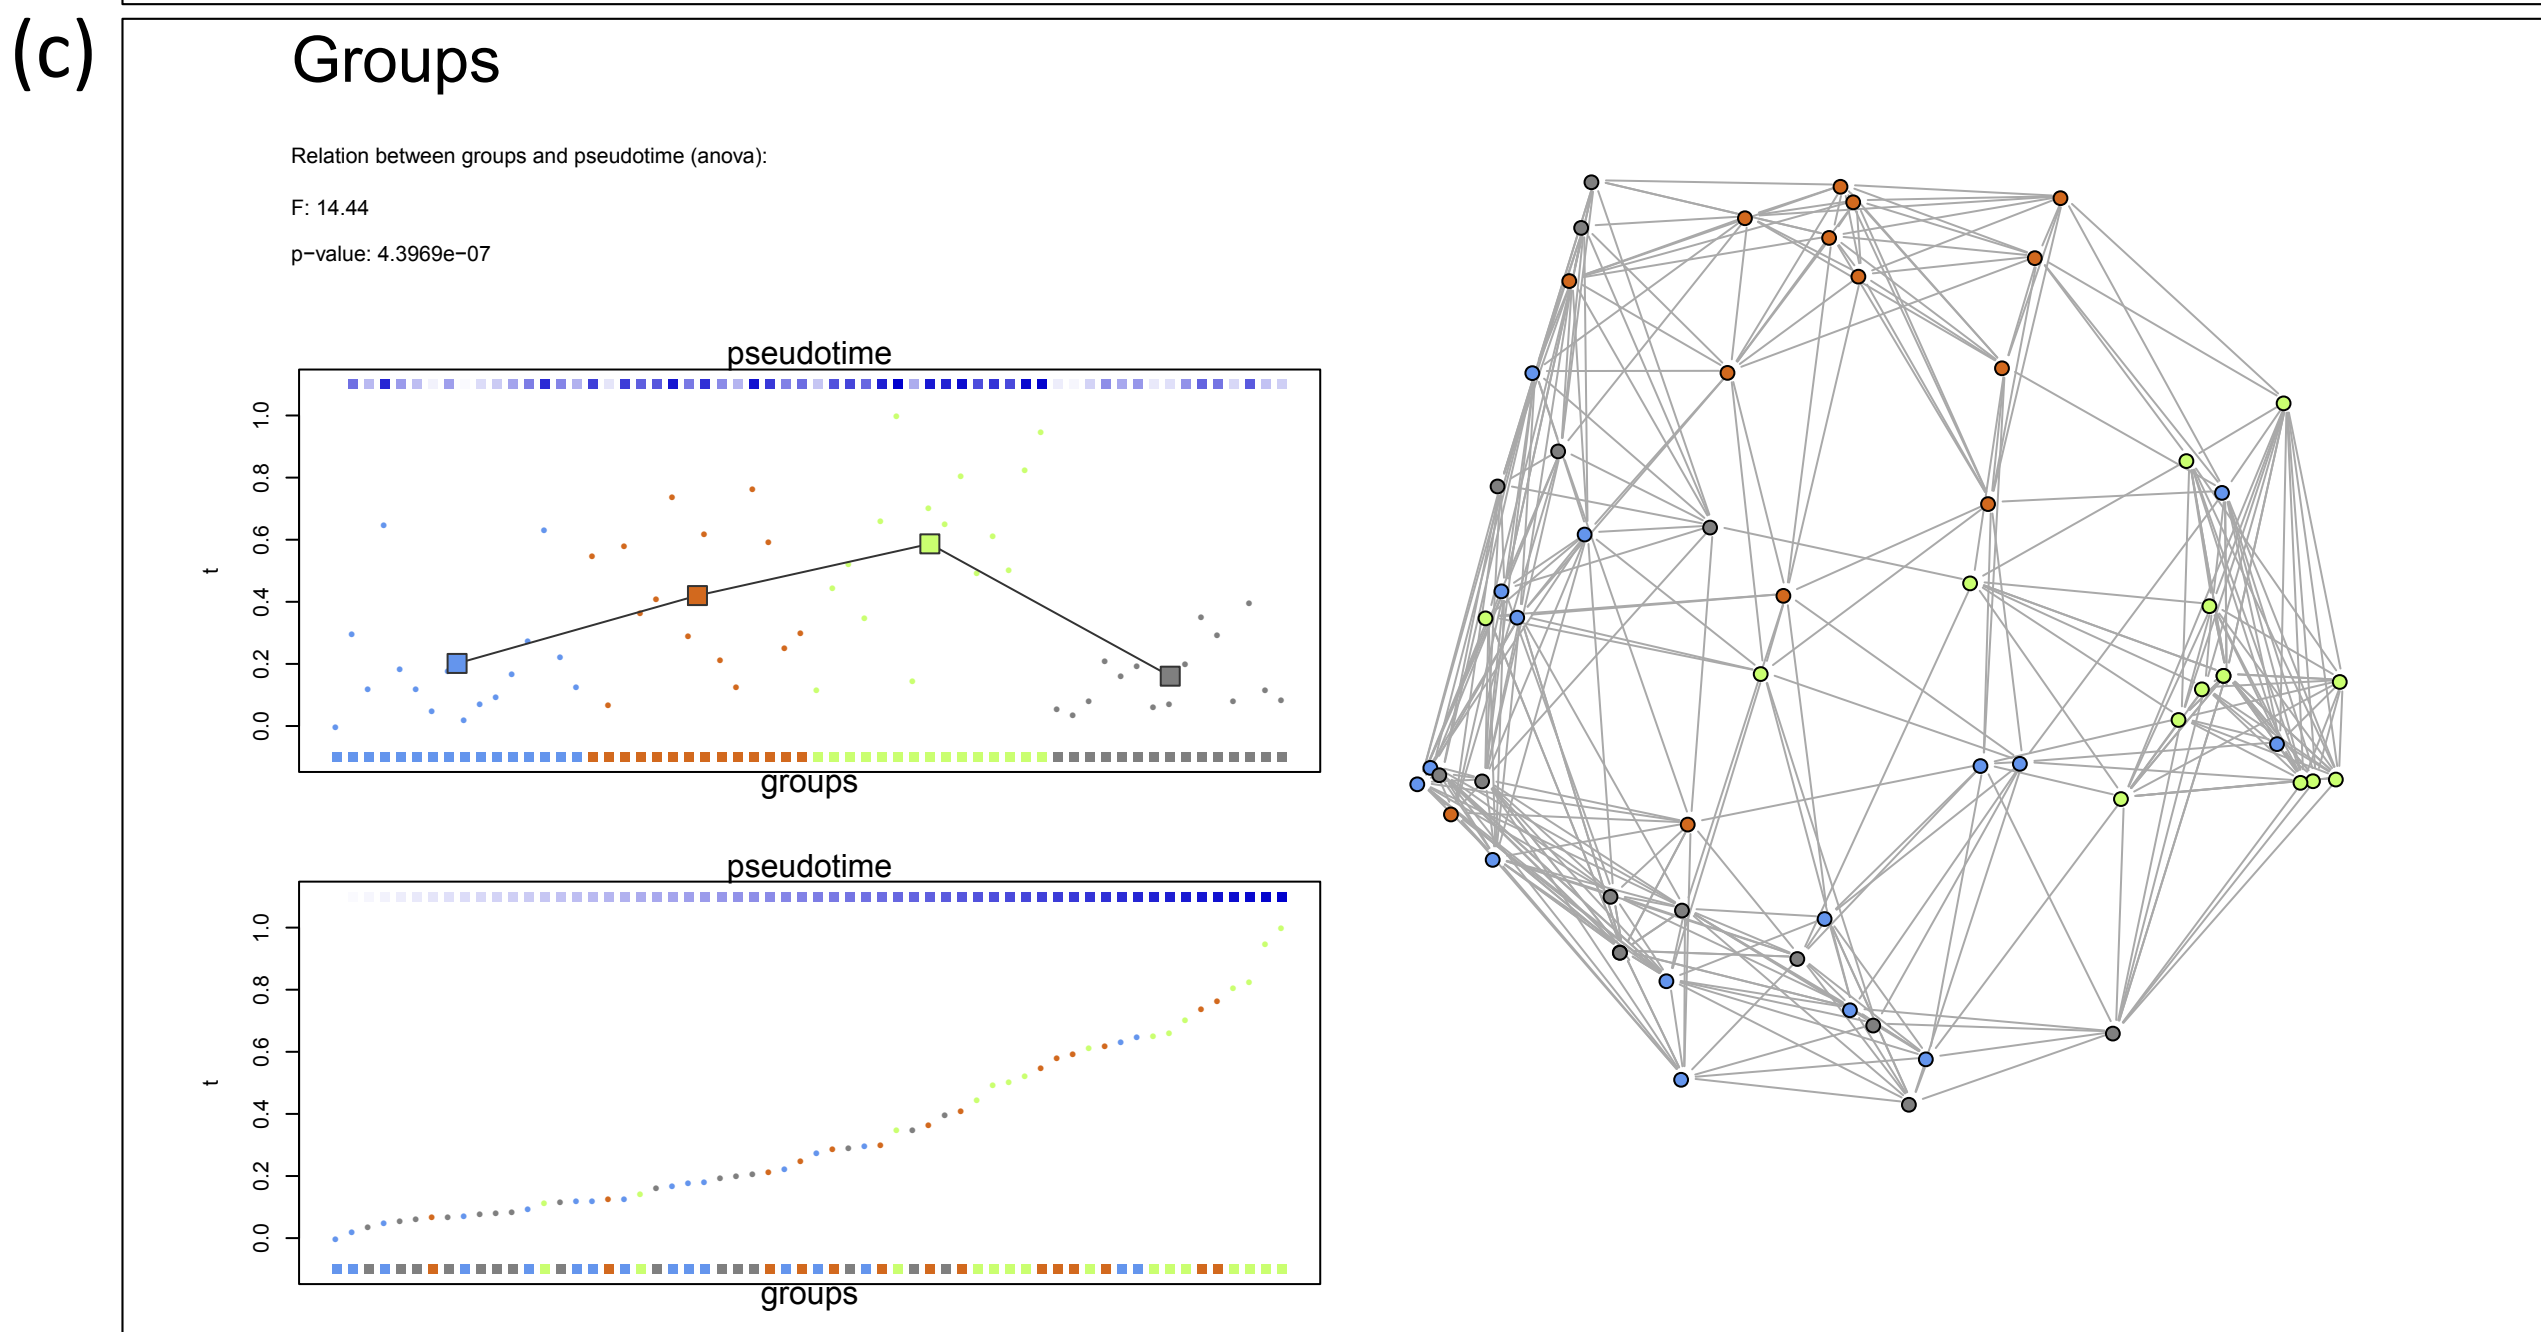 (c)
Groups
Relation between groups and pseudotime (anova):
F: 14.44
p−value: 4.3969e−07
pseudotime
1.0
0.8
0.6
0.4
0.2
0.0
t
groups
pseudotime
1.0
0.8
0.6
0.4
0.2
0.0
t
groups